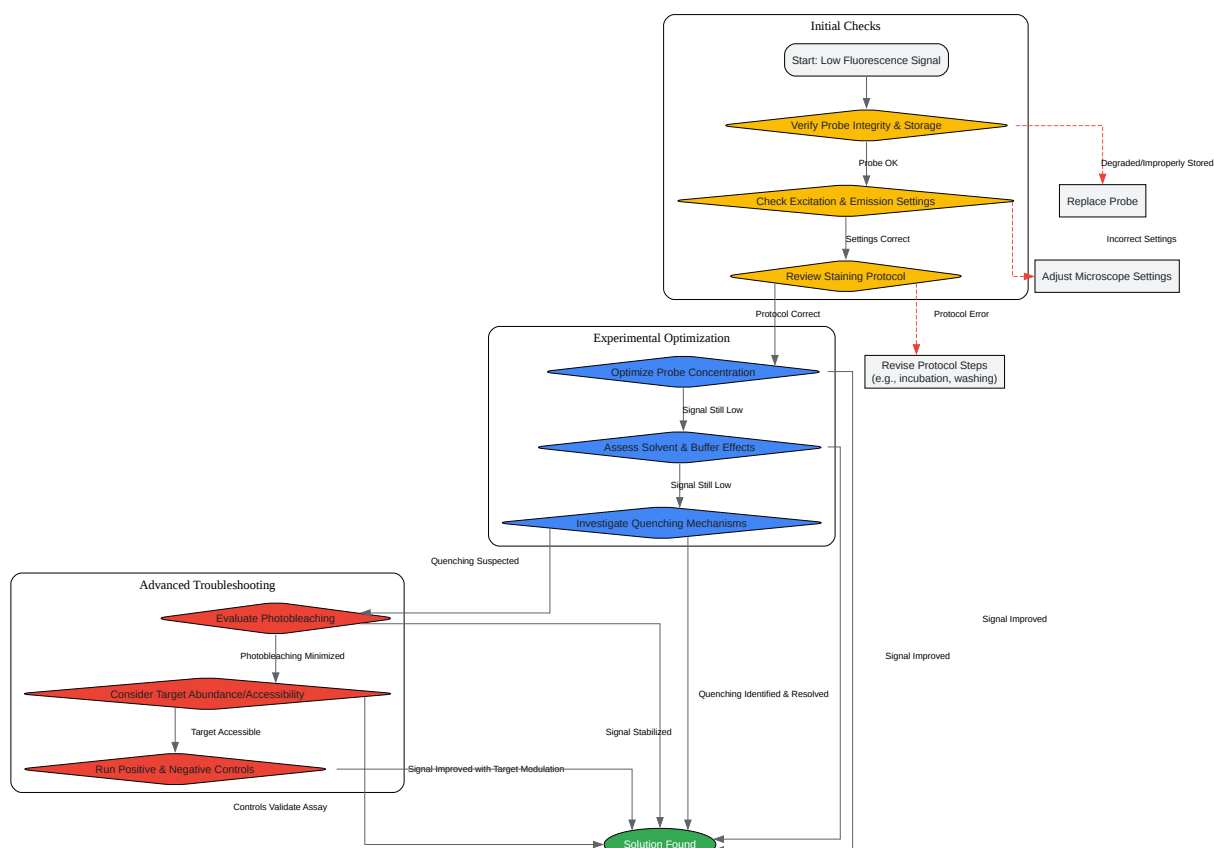 Initial Checks
Start: Low Fluorescence Signal
Verify Probe Integrity & Storage
Probe OK
Degraded/Improperly Stored
Check Excitation & Emission Settings
Replace Probe
Settings Correct
Incorrect Settings
Review Staining Protocol
Adjust Microscope Settings
Protocol Correct
Protocol Error
Experimental Optimization
Optimize Probe Concentration
Revise Protocol Steps
(e.g., incubation, washing)
Signal Still Low
Assess Solvent & Buffer Effects
Signal Still Low
Investigate Quenching Mechanisms
Quenching Suspected
Advanced Troubleshooting
Evaluate Photobleaching
Signal Improved
Photobleaching Minimized
Signal Improved
Consider Target Abundance/Accessibility
Quenching Identified & Resolved
Target Accessible
Signal Stabilized
Run Positive & Negative Controls
Signal Improved with Target Modulation
Controls Validate Assay
Solution Found